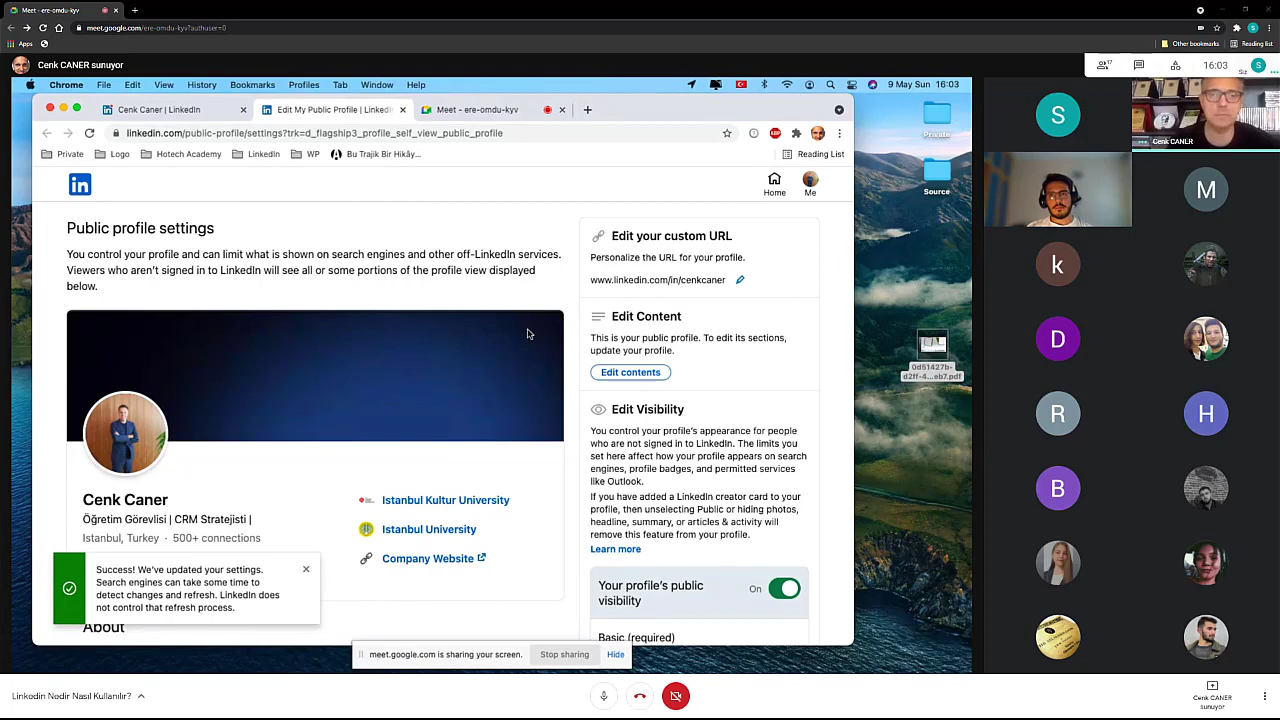 Meet - ere-omdu-kyv
meet.google.com/ere-omdu-kyv?authuser=0
Apps
Other bookmarks
Reading list
Cenk CANER sunuyor
17
16:03
Siz
S
Chrome File Edit View History Bookmarks Profiles Tab Window Help
9 May Sun 16:03
Cenk Caner | LinkedIn
Edit My Public Profile | LinkedI
Meet - ere-omdu-kyv
linkedin.com/public-profile/settings?trk=d_flagship3_profile_self_view_public_profile
Private
Logo
Hotech Academy
Linkedin
WP
Bu Trajik Bir Hikây...
Reading List
in
Home
Me
Public profile settings
You control your profile and can limit what is shown on search engines and other off-LinkedIn services.
Viewers who aren't signed in to LinkedIn will see all or some portions of the profile view displayed
below.
Cenk Caner
Öğretim Görevlisi | CRM Stratejisti |
Istanbul, Turkey · 500+ connections
Istanbul Kultur University
Istanbul University
Company Website
Success! We've updated your settings.
Search engines can take some time to
detect changes and refresh. LinkedIn does
not control that refresh process.
About
Edit your custom URL
Personalize the URL for your profile.
www.linkedin.com/in/cenkcaner
Edit Content
This is your public profile. To edit its sections,
update your profile.
Edit contents
Edit Visibility
You control your profile's appearance for people
who are not signed in to LinkedIn. The limits you
set here affect how your profile appears on search
engines, profile badges, and permitted services
like Outlook.
If you have added a LinkedIn creator card to your
profile, then unselecting Public or hiding photos,
headline, summary, or articles & activity will
remove this feature from your profile.
Learn more
Your profile's public
visibility
On
Basic (required)
meet.google.com is sharing your screen.
Stop sharing
Hide
Private
Source
0d51427b-
d2ff-4...eb7.pdf
S
Cenk CANER
M
k
D
R
H
B
Linkedin Nedir Nasıl Kullanılır?
Cenk CANER
sunuyor